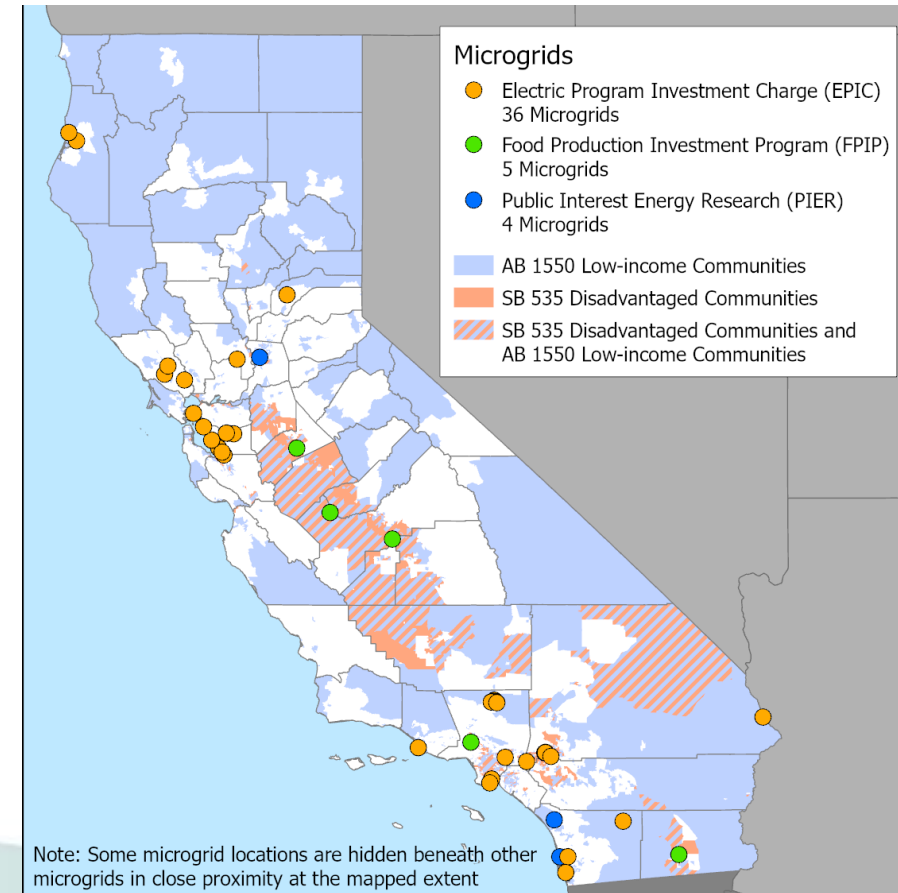 Microgrids
Electric Program Investment Charge (EPIC)
36 Microgrids
Food Production Investment Program (FPIP)
5 Microgrids
Public Interest Energy Research (PIER)
4 Microgrids
AB 1550 Low-income Communities
SB 535 Disadvantaged Communities
SB 535 Disadvantaged Communities and
AB 1550 Low-income Communities
Note: Some microgrid locations are hidden beneath other
microgrids in close proximity at the mapped extent